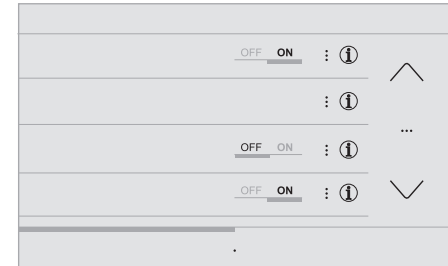 OFF ON ⋮ i
⋮ i
...
OFF ON ⋮ i
OFF ON ⋮ i
.